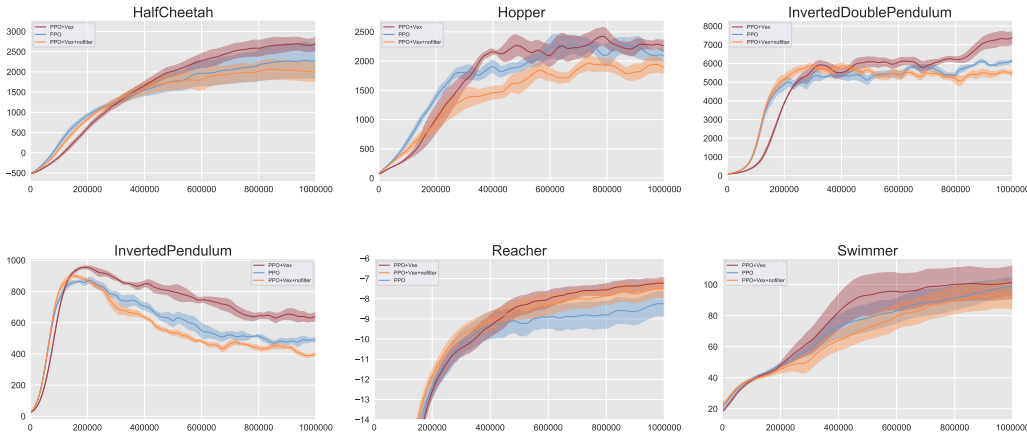 HalfCheetah
PPO+Vex
PPO
PPO+Vex+nofilter
3000
2500
2000
1500
1000
500
0
−500
0 200000 400000 600000 800000 1000000
Hopper
PPO+Vex
PPO
PPO+Vex+nofilter
2500
2000
1500
1000
500
0
0 200000 400000 600000 800000 1000000
InvertedDoublePendulum
PPO+Vex
PPO
PPO+Vex+nofilter
8000
7000
6000
5000
4000
3000
2000
1000
0
0 200000 400000 600000 800000 1000000
InvertedPendulum
PPO+Vex
PPO
PPO+Vex+nofilter
1000
800
600
400
200
0
0 200000 400000 600000 800000 1000000
Reacher
PPO+Vex
PPO+Vex+nofilter
PPO
−6
−7
−8
−9
−10
−11
−12
−13
−14
0 200000 400000 600000 800000 1000000
Swimmer
PPO+Vex
PPO
PPO+Vex+nofilter
100
80
60
40
20
0 200000 400000 600000 800000 1000000